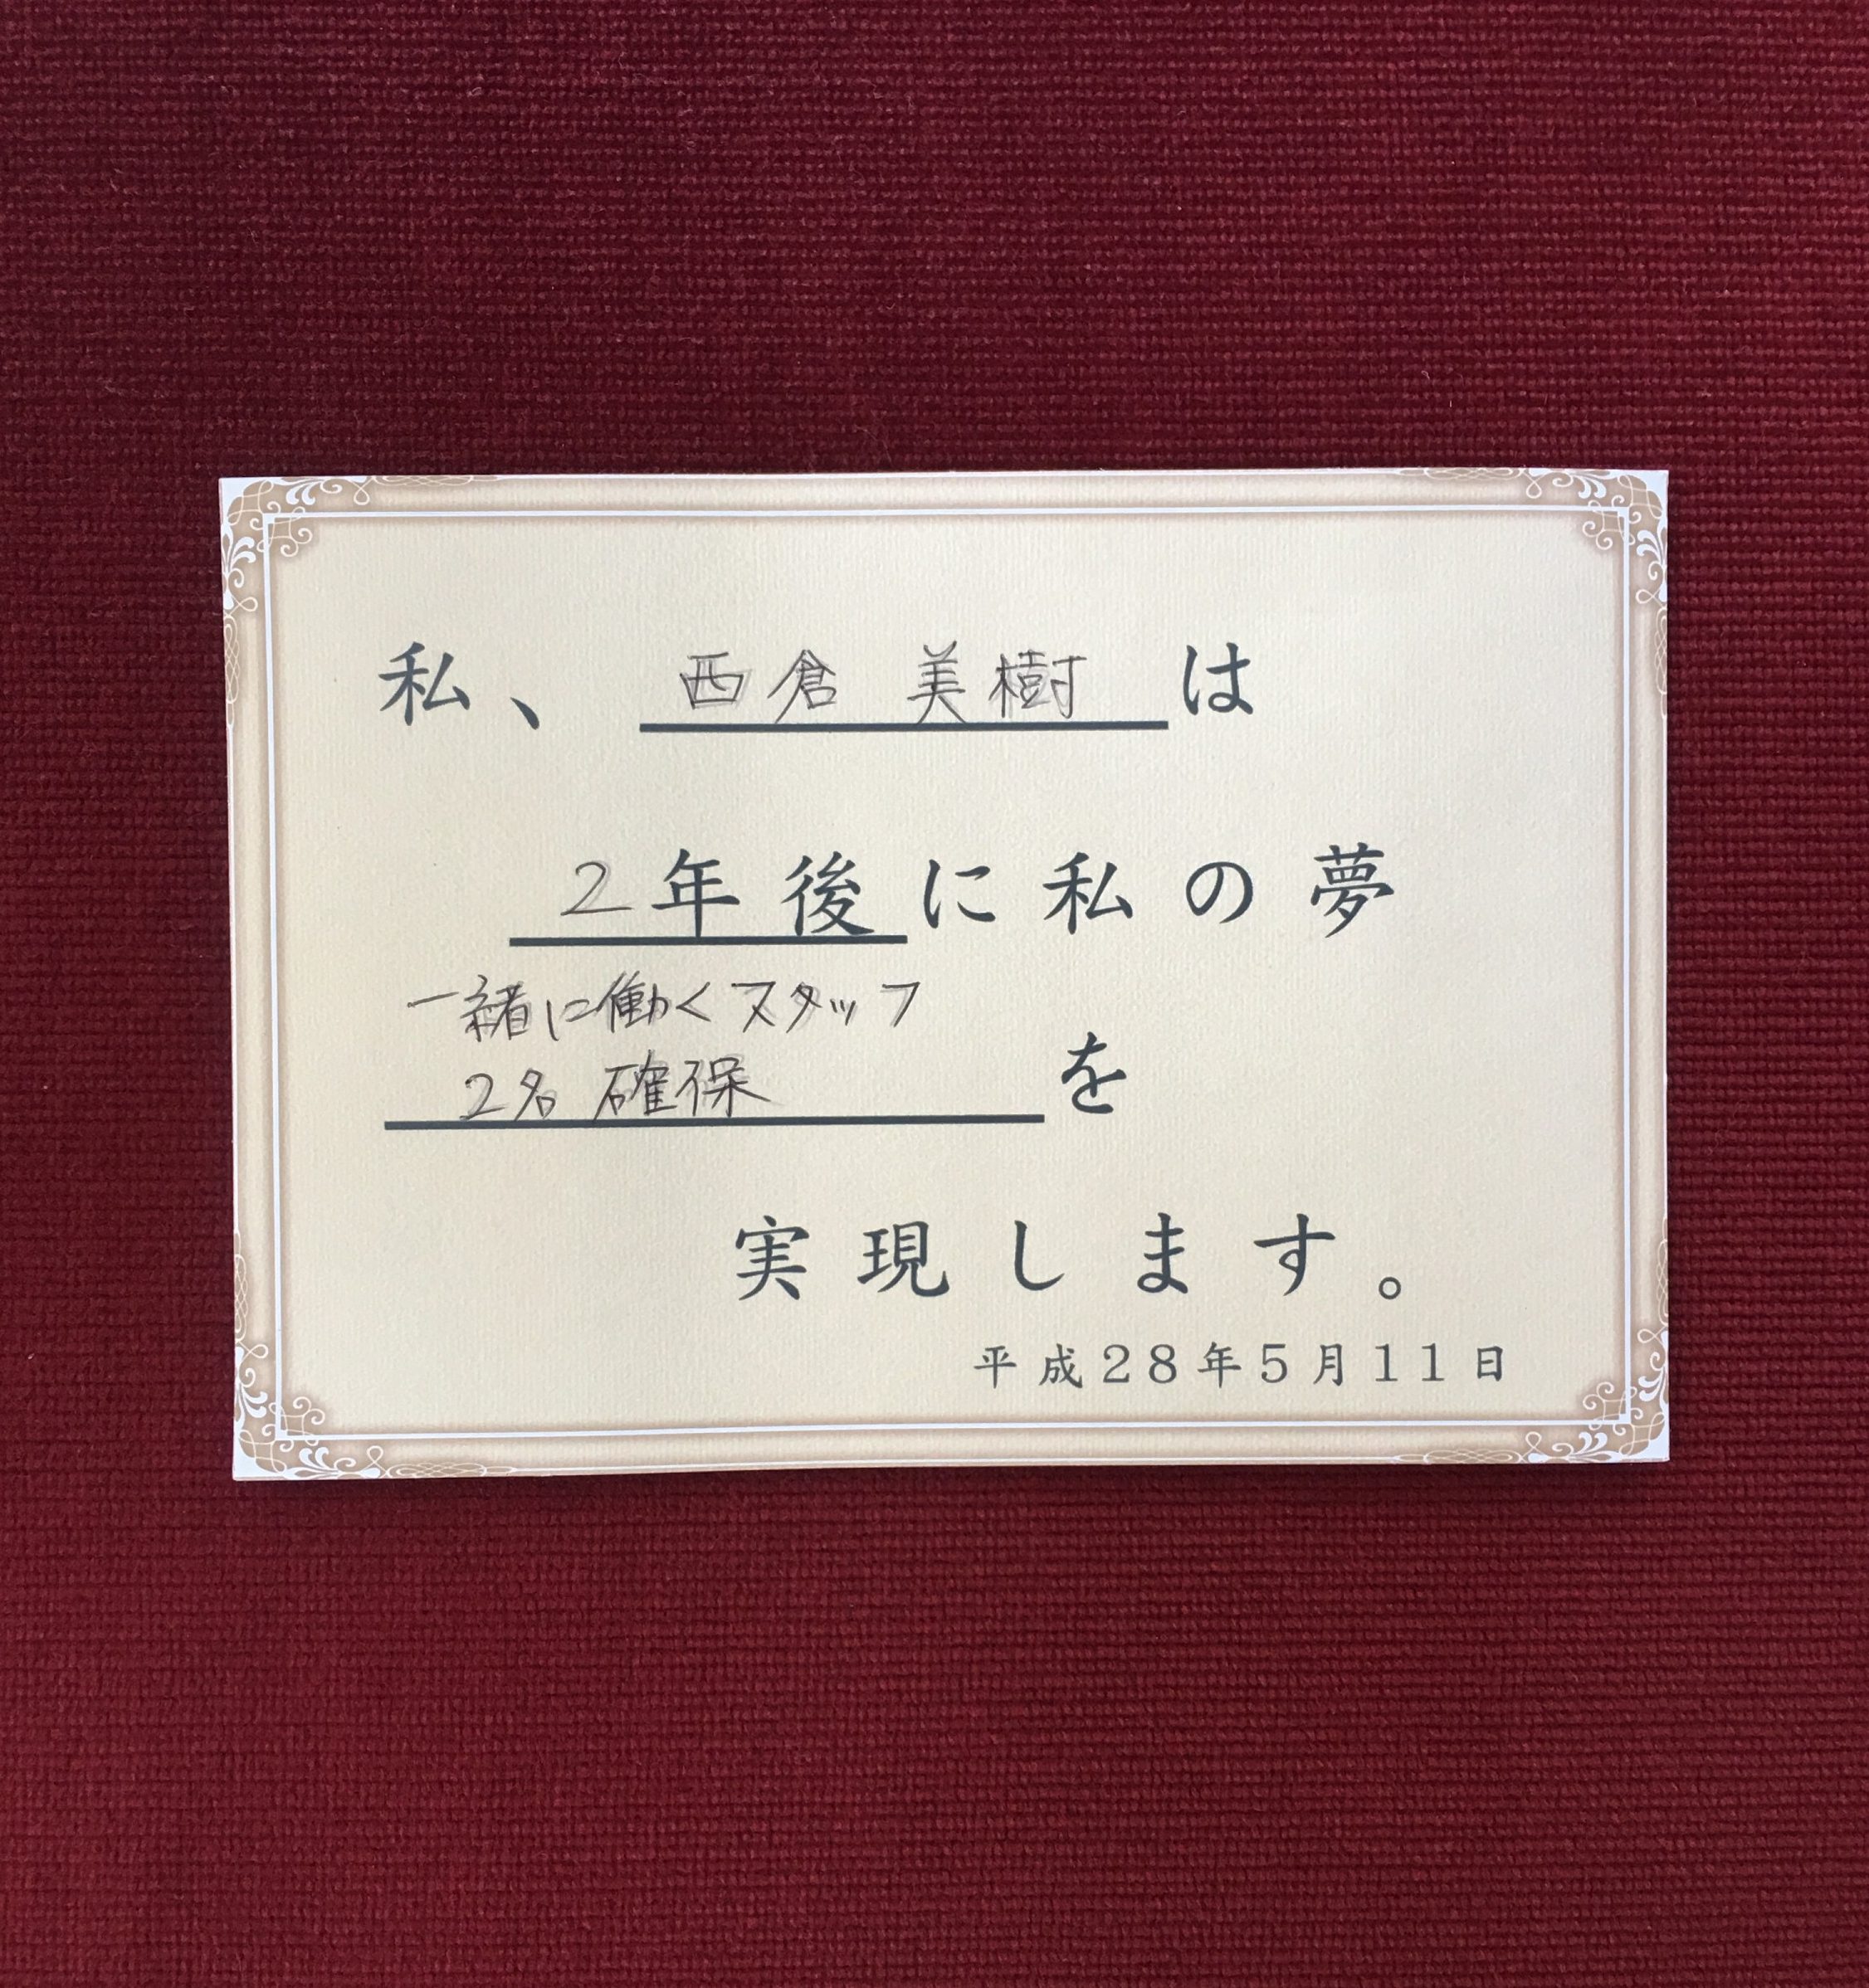 私、西倉 美樹は
2年後に私の夢
一緒に働くスタッフ
2名 確保を
実現します。
平成28年5月11日